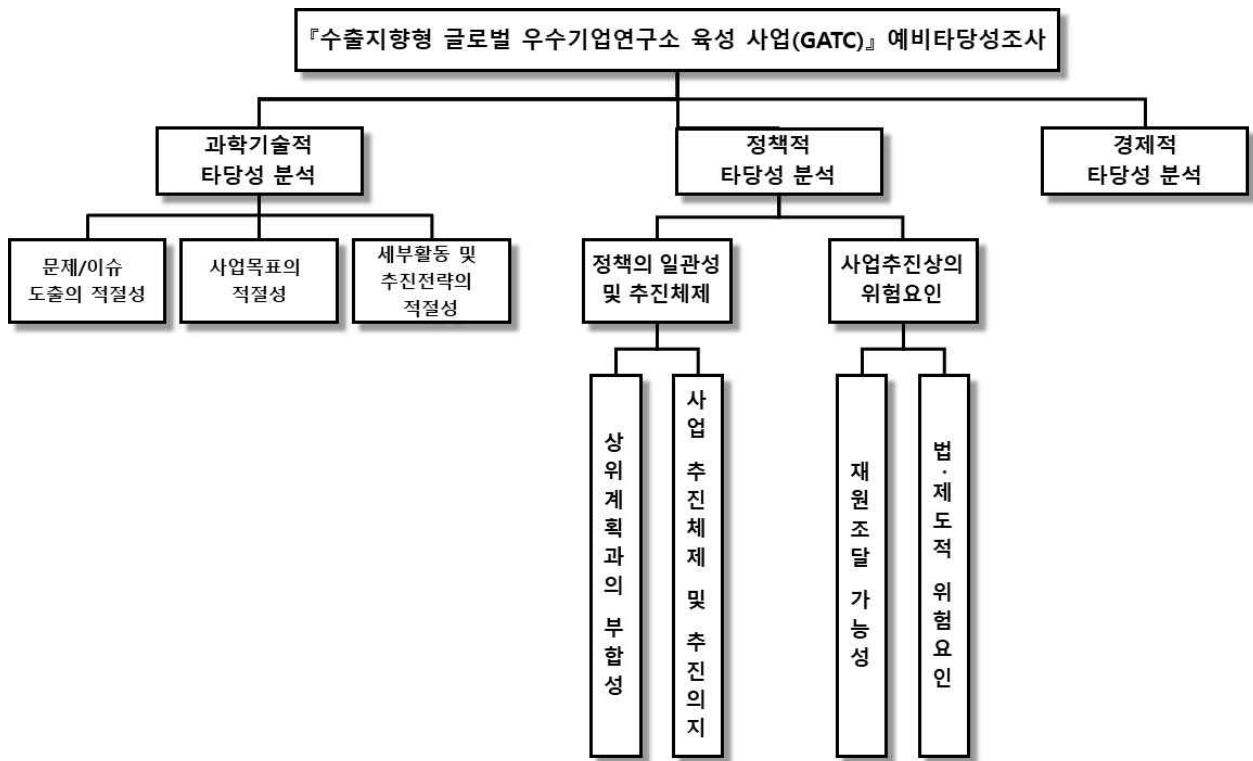 『수출지향형 글로벌 우수기업연구소 육성 사업(GATC)』 예비타당성조사
과학기술적
타당성 분석
정책적
타당성 분석
경제적
타당성 분석
문제/이슈
도출의 적절성
사업목표의
적절성
세부활동 및
추진전략의
적절성
정책의 일관성
및 추진체제
사업추진상의
위험요인
상위계획과의 부합성
사업 추진체제 및 추진의지
재원조달 가능성
법·제도적 위험요인